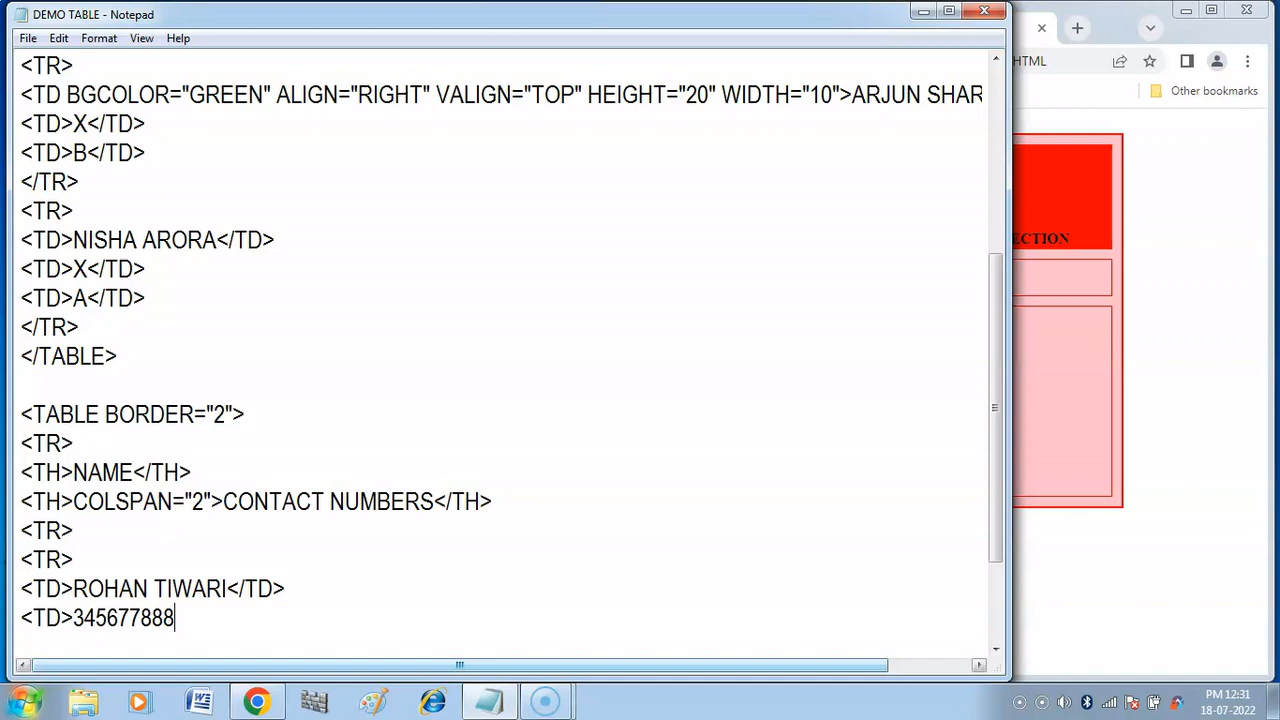 DEMO TABLE - Notepad
File Edit Format View Help
<TR>
<TD BGCOLOR="GREEN" ALIGN="RIGHT" VALIGN="TOP" HEIGHT="20" WIDTH="10">ARJUN SHAR
<TD>X</TD>
<TD>B</TD>
</TR>
<TR>
<TD>NISHA ARORA</TD>
<TD>X</TD>
<TD>A</TD>
</TR>
</TABLE>
<TABLE BORDER="2">
<TR>
<TH>NAME</TH>
<TH>COLSPAN="2">CONTACT NUMBERS</TH>
<TR>
<TR>
<TD>ROHAN TIWARI</TD>
<TD>345677888
HTML
Other bookmarks
ECTION
PM 12:31
18-07-2022